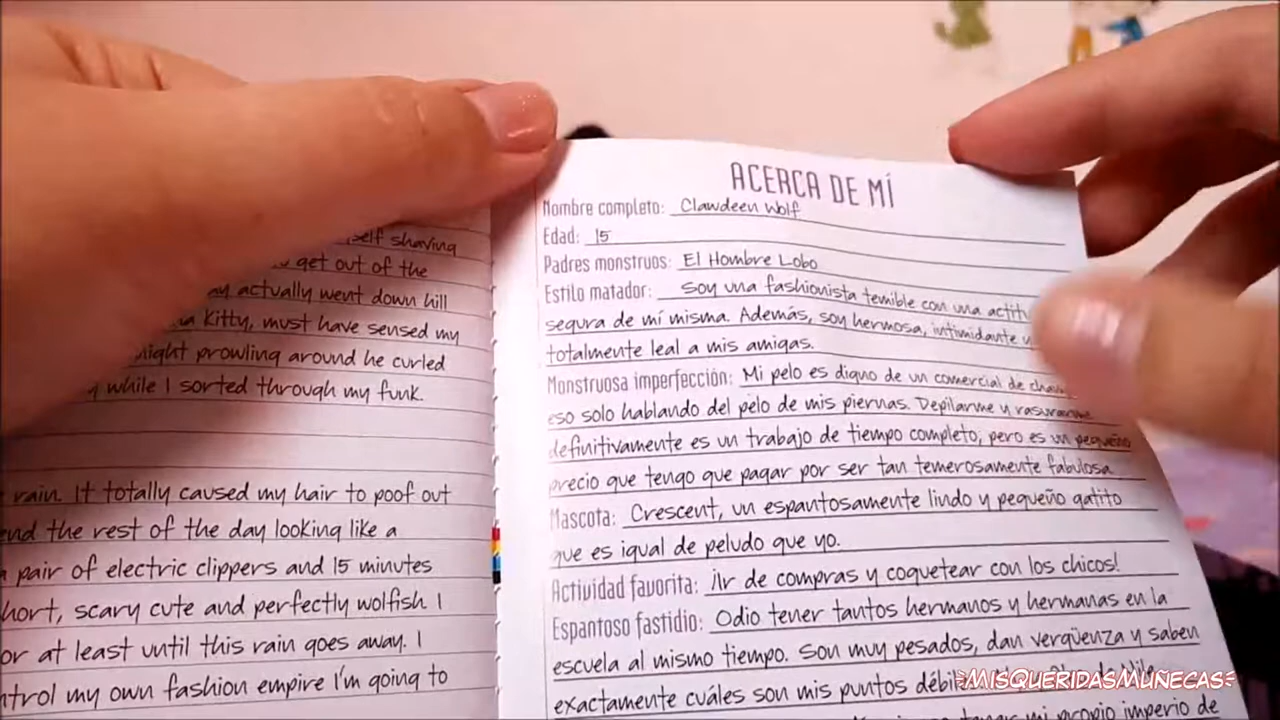 self shaving
get out of the
actually went down hill
Kitty, must have sensed my
night prowling around he curled
while I sorted through my funk.
rain. It totally caused my hair to poof out
the rest of the day looking like a
pair of electric clippers and 15 minutes
short, scary cute and perfectly wolfish I
or at least until this rain goes away. I
my own fashion empire I'm going to
ACERCA DE MÍ
Nombre completo: Clawdeen Wolf
Edad: 15
Padres monstruos: El Hombre Lobo
Estilo matador: Soy una fashionista temible con una
segura de mí misma. Además, soy hermosa, intimidante
totalmente leal a mis amigas.
Monstruosa imperfección: Mi pelo es digno de un comercial de
eso solo hablando del pelo de mis piernas. Depilarme y rasurarme
definitivamente es un trabajo de tiempo completo, pero es un pequeño
precio que tengo que pagar por ser tan temerosamente fabulosa
Mascota: Crescent, un espantosamente lindo y pequeño gatito
que es igual de peludo que yo.
Actividad favorita: ¡Ir de compras y coquetear con los chicos!
Espantoso fastidio: Odio tener tantos hermanos y hermanas en la
escuela al mismo tiempo. Son muy pesados, dan vergüenza y saben
exactamente cuáles son mis puntos
tener mi propio imperio de
MISQUERIDASMUÑECAS